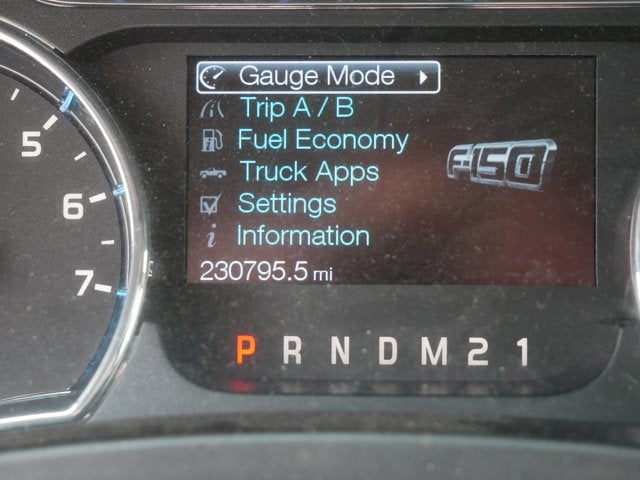 Gauge Mode
Trip A / B
Fuel Economy
Truck Apps
Settings
i Information
F-150
230795.5 mi
P R N D M 2 1
5
6
7